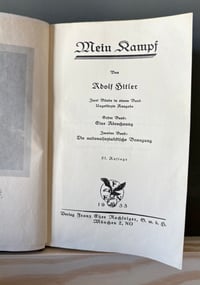 Mein Kampf
Von
Adolf Hitler
Zwei Bände in einem Band
Ungekürzte Ausgabe
Erster Band:
Eine Abrechnung
Zweiter Band:
Die nationalsozialistische Bewegung
1933
Verlag Franz Eher Nachfolger, G. m. b. H.
München 2, NO